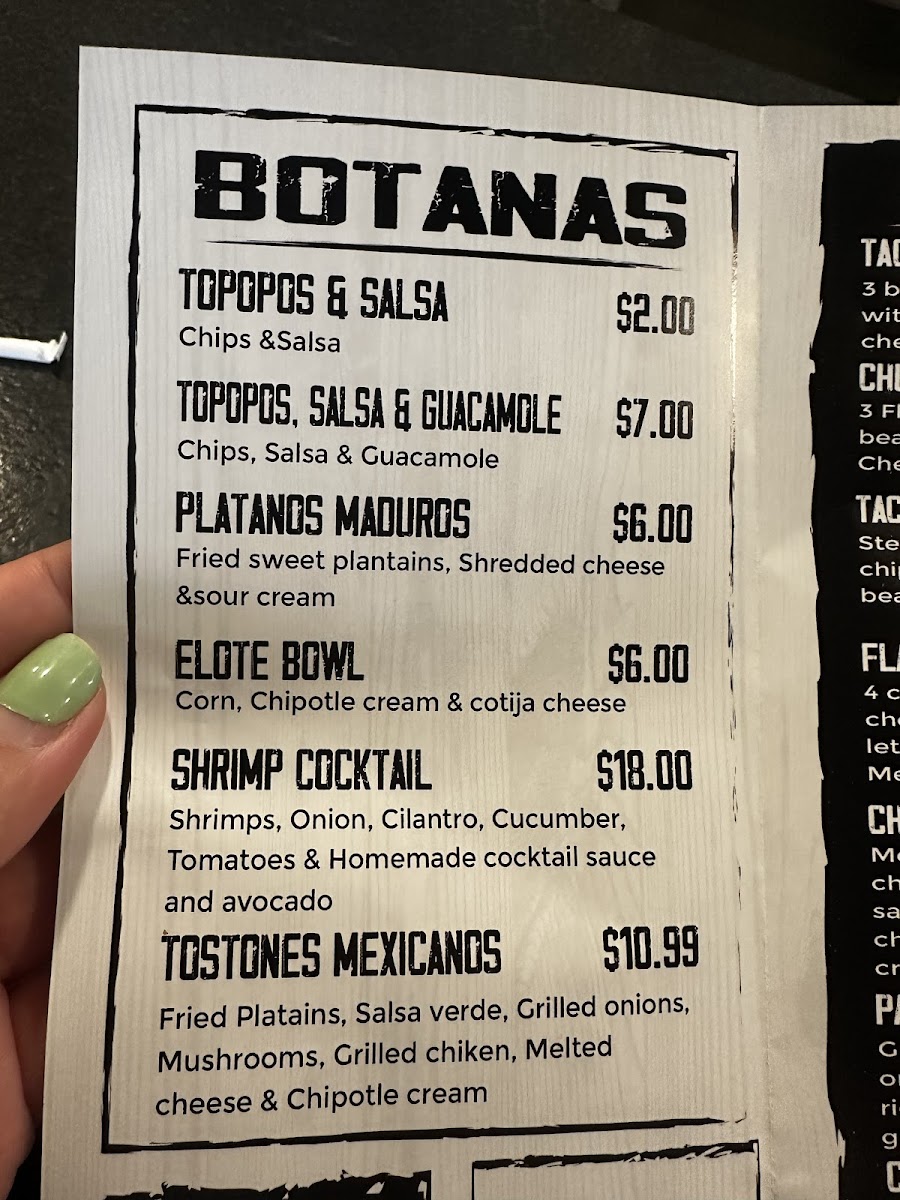 BOTANAS
TOPOPOS & SALSA $2.00
Chips &Salsa
TOPOPOS, SALSA & GUACAMOLE $7.00
Chips, Salsa & Guacamole
PLATANOS MADUROS $6.00
Fried sweet plantains, Shredded cheese
&sour cream
ELOTE BOWL $6.00
Corn, Chipotle cream & cotija cheese
SHRIMP COCKTAIL $18.00
Shrimps, Onion, Cilantro, Cucumber,
Tomatoes & Homemade cocktail sauce
and avocado
TOSTONES MEXICANOS $10.99
Fried Platains, Salsa verde, Grilled onions,
Mushrooms, Grilled chiken, Melted
cheese & Chipotle cream
3
3
4